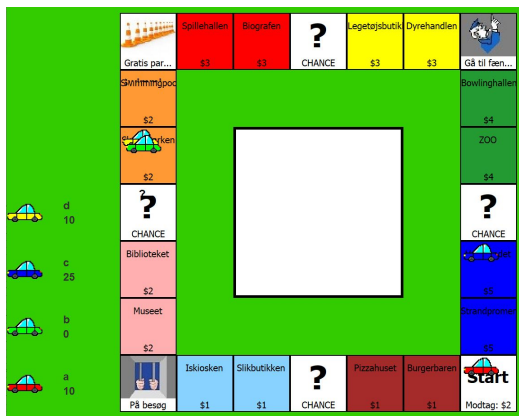 Spillehallen
Biografen
?
Legetøjsbutik
Dyrehandlen
Gratis par...
$3
$3
CHANCE
$3
$3
Gå til fæn...
$2
Bowlinghallen
$4
$2
ZOO
$4
?
CHANCE
?
CHANCE
d
10
Biblioteket
$2
$5
c
25
Museet
$2
$5
b
0
På besøg
Iskiosken
$1
Slikbutikken
$1
?
CHANCE
Pizzahuset
$1
Burgerbaren
$1
Start
Modtag: $2
a
10